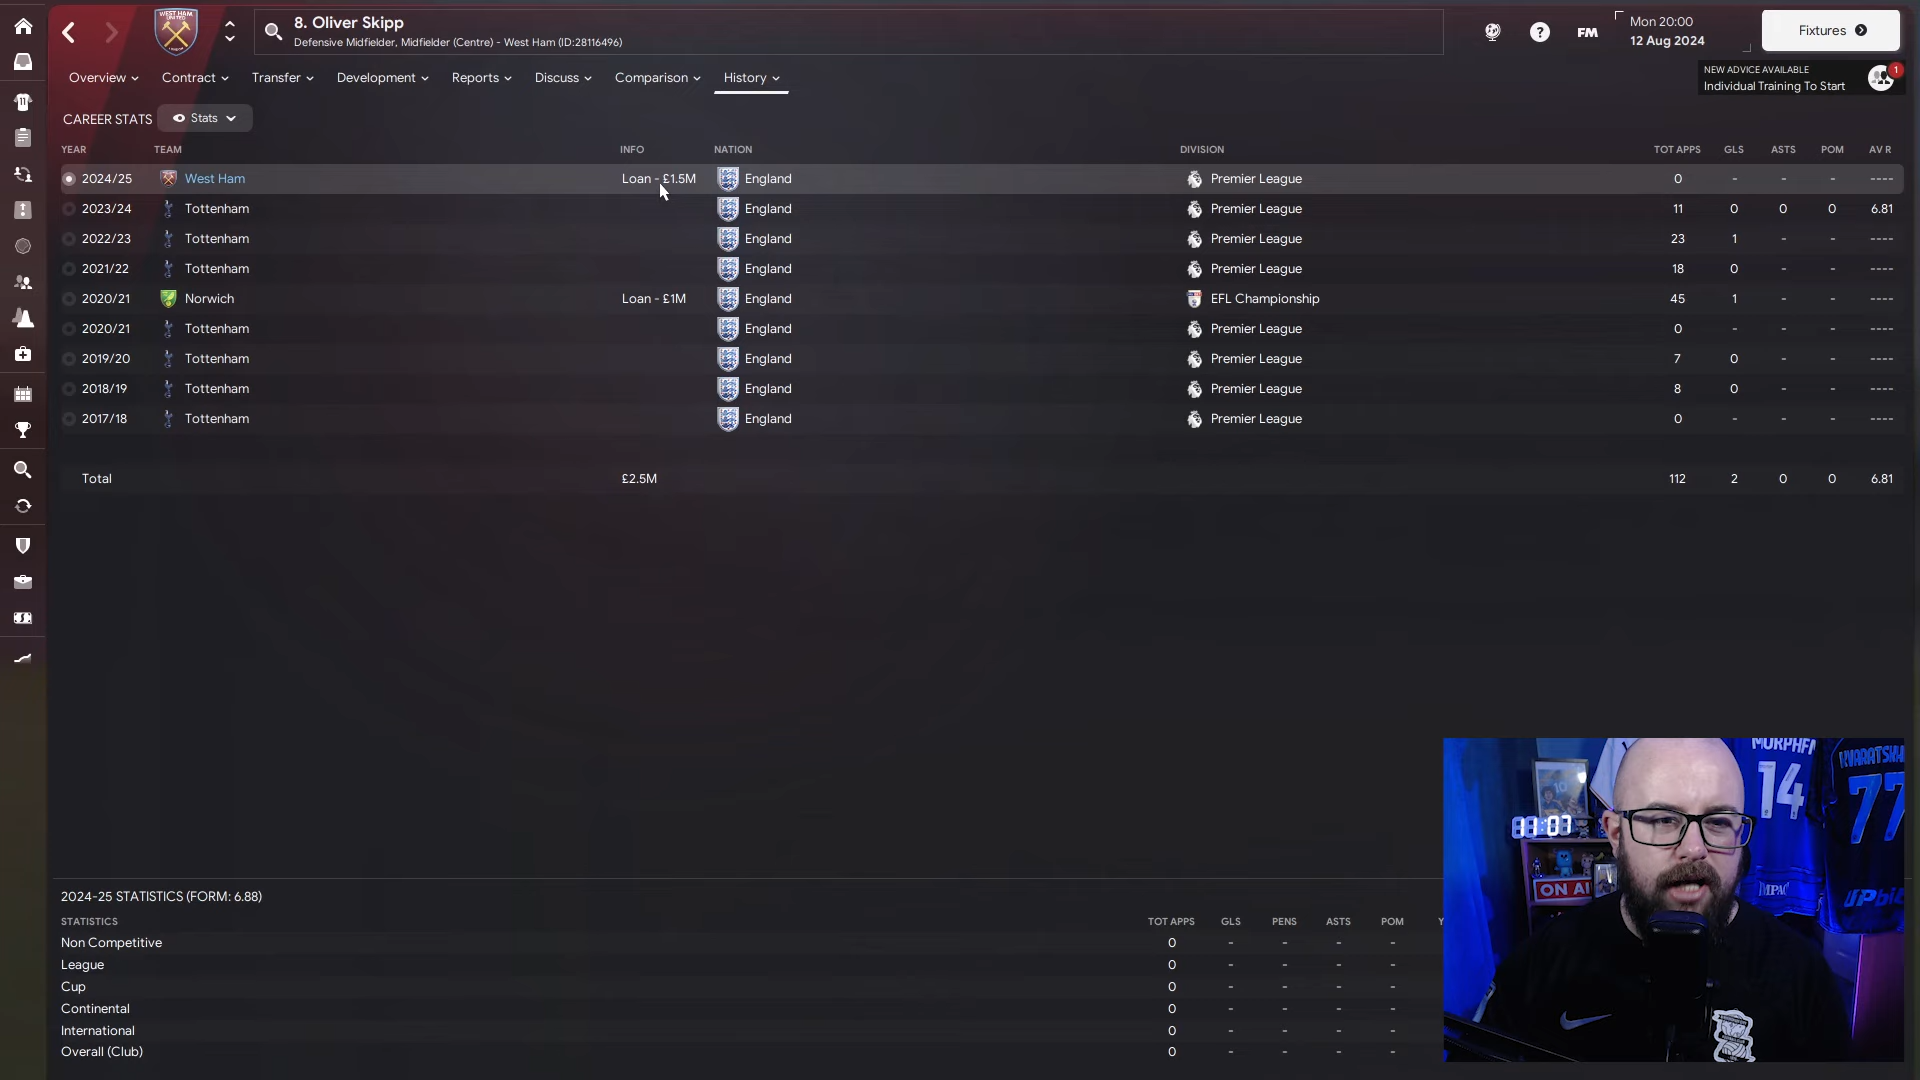 8. Oliver Skipp
Defensive Midfielder, Midfielder (Centre) - West Ham (ID:28116496)
FM
Mon 20:00
12 Aug 2024
Fixtures
Overview Contract Transfer Development Reports Discuss Comparison History
NEW ADVICE AVAILABLE 1
Individual Training To Start
CAREER STATS Stats
YEAR TEAM INFO NATION DIVISION TOT APPS GLS ASTS POM AV R
2024/25 West Ham Loan - £1.5M England Premier League 0 - - - ----
2023/24 Tottenham England Premier League 11 0 0 0 6.81
2022/23 Tottenham England Premier League 23 1 - - ----
2021/22 Tottenham England Premier League 18 0 - - ----
2020/21 Norwich Loan - £1M England EFL Championship 45 1 - - ----
2020/21 Tottenham England Premier League 0 - - - ----
2019/20 Tottenham England Premier League 7 0 - - ----
2018/19 Tottenham England Premier League 8 0 - - ----
2017/18 Tottenham England Premier League 0 - - - ----
Total £2.5M 112 2 0 0 6.81
2024-25 STATISTICS (FORM: 6.88)
STATISTICS TOT APPS GLS PENS ASTS POM Y
Non Competitive 0 - - - -
League 0 - - - -
Cup 0 - - - -
Continental 0 - - - -
International 0 - - - -
Overall (Club) 0 - - - -
14
77
11:07
ON AI
UPbit